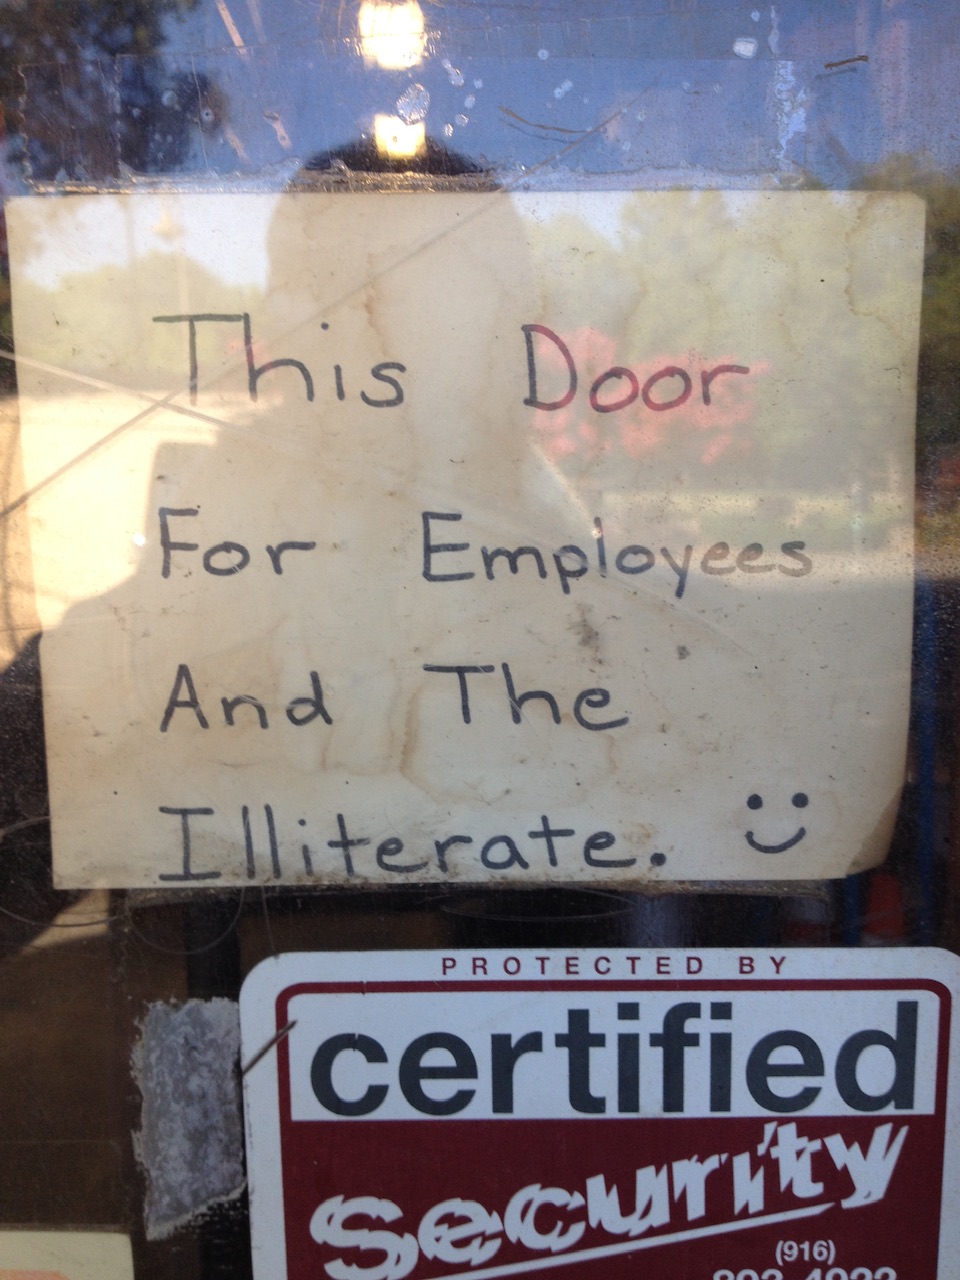 This Door
For Employees
And The
Illiterate.
PROTECTED BY
certified
security
(916)